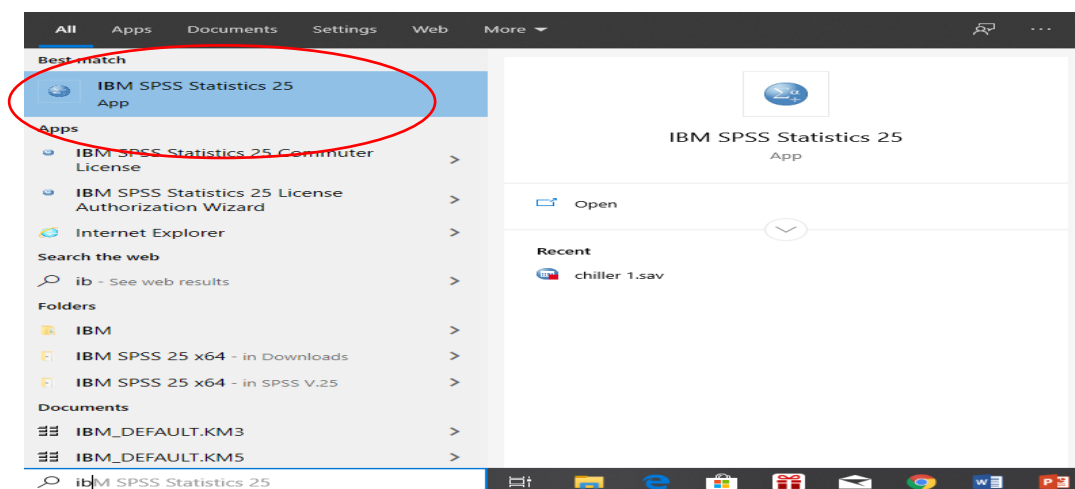 All Apps Documents Settings Web More
Best match
IBM SPSS Statistics 25
App
Apps
IBM SPSS Statistics 25 Commuter
License
IBM SPSS Statistics 25 License
Authorization Wizard
Internet Explorer
Search the web
ib - See web results
Folders
IBM
IBM SPSS 25 x64 - in Downloads
IBM SPSS 25 x64 - in SPSS V.25
Documents
IBM_DEFAULT.KM3
IBM_DEFAULT.KM5
ibM SPSS Statistics 25
IBM SPSS Statistics 25
App
Open
Recent
chiller 1.sav